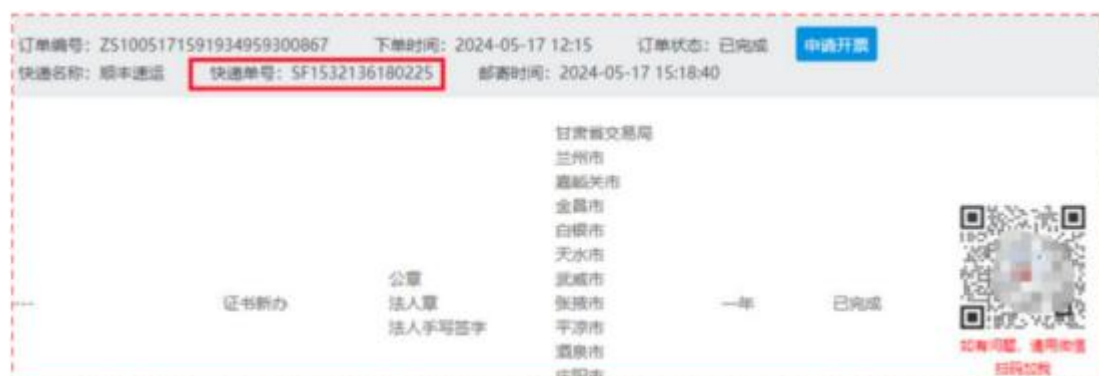 订单编号：ZS1005171591934959300867 下单时间：2024-05-17 12:15 订单状态：已完成 申请开票
快递名称：顺丰速运 快递单号：SF1532136180225 邮寄时间：2024-05-17 15:18:40
甘肃省交易局
兰州市
嘉峪关市
金昌市
白银市
天水市
公章 武威市
---- 证书新办 法人章 张掖市 一年 已完成
法人手写签字 平凉市
酒泉市
庆阳市
如有问题，请用微信
扫码加我